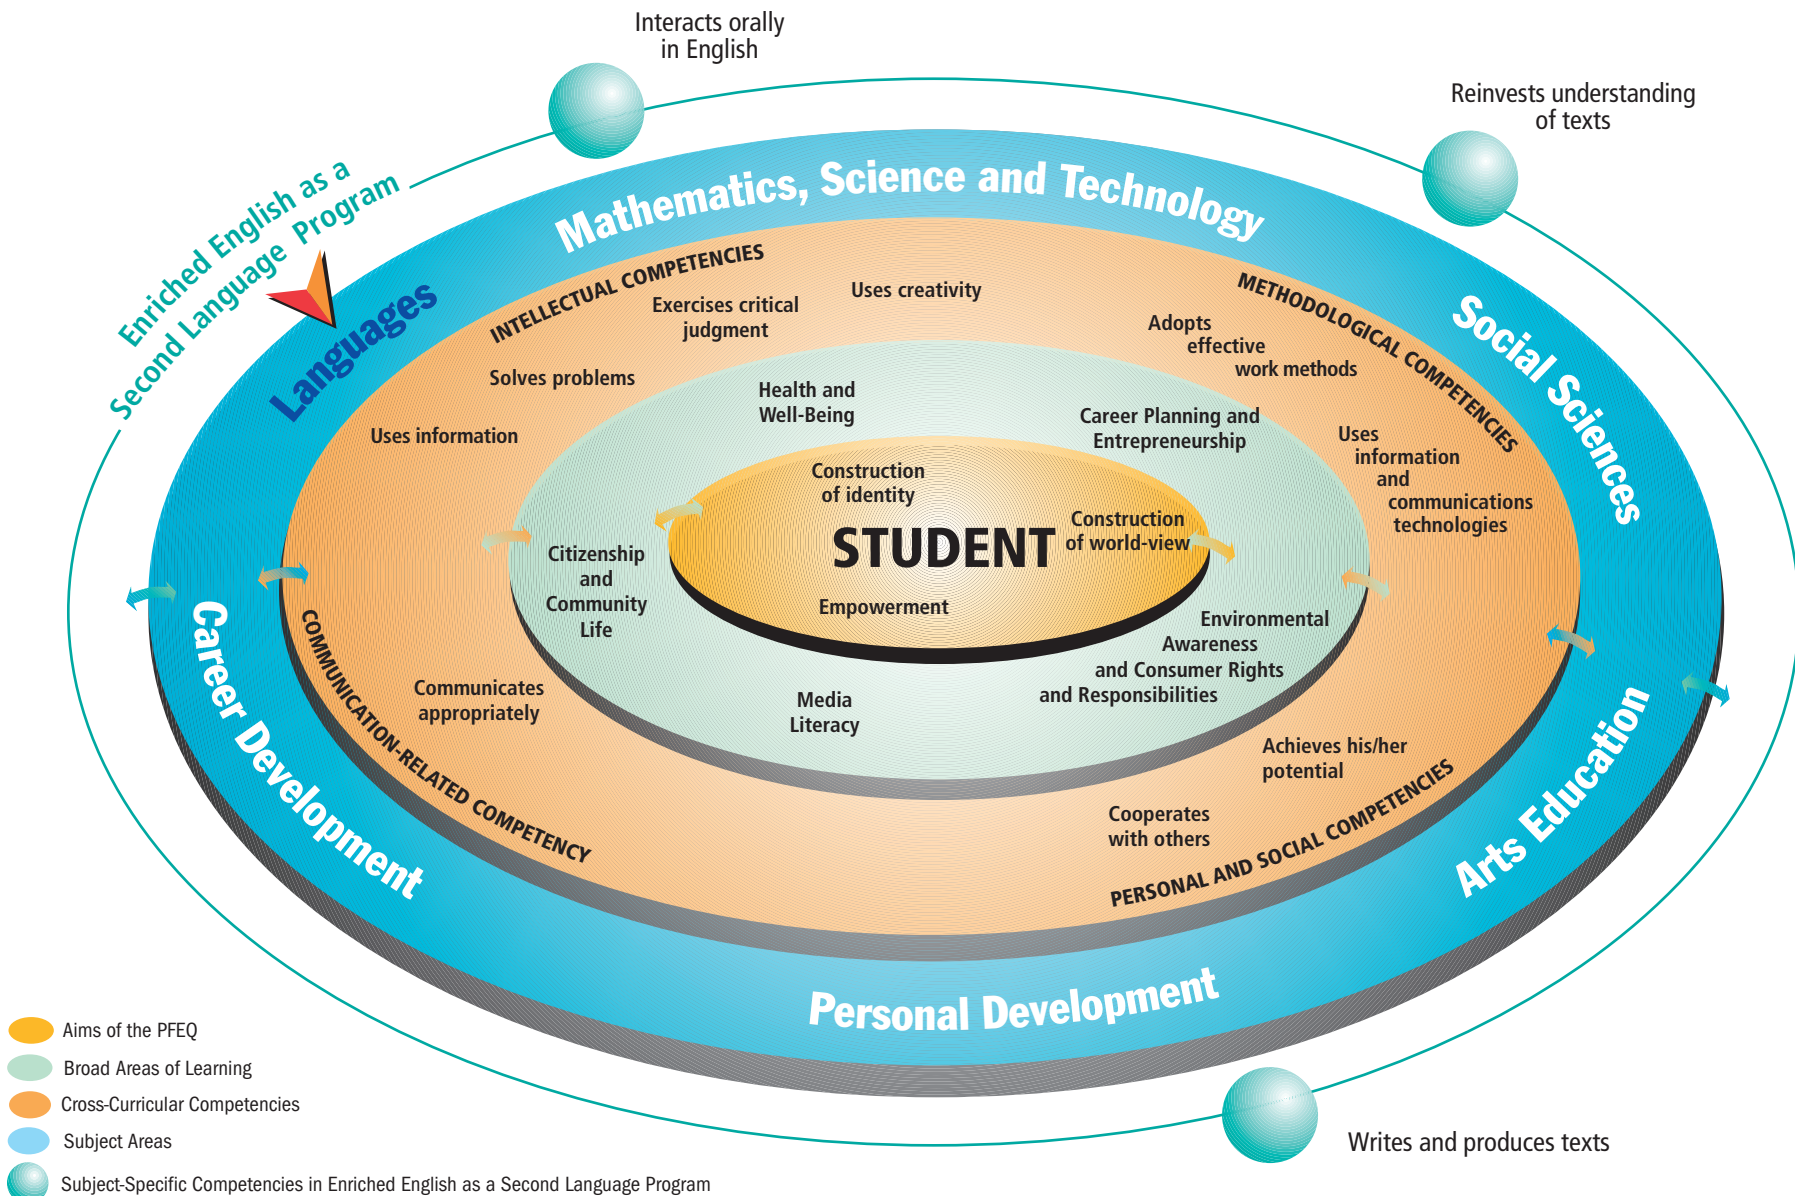 Interacts orally
in English
Reinvests understanding
of texts
Enriched English as a
Second Language Program
Mathematics, Science and Technology
Languages
Social Sciences
Career Development
Arts Education
Personal Development
INTELLECTUAL COMPETENCIES
Uses creativity
Exercises critical
judgment
Solves problems
Uses information
METHODOLOGICAL COMPETENCIES
Adopts
effective
work methods
Uses
information
and
communications
technologies
COMMUNICATION-RELATED COMPETENCY
Communicates
appropriately
PERSONAL AND SOCIAL COMPETENCIES
Achieves his/her
potential
Cooperates
with others
Health and
Well-Being
Career Planning and
Entrepreneurship
Citizenship
and
Community
Life
Environmental
Awareness
and Consumer Rights
and Responsibilities
Media
Literacy
Construction
of identity
STUDENT
Construction
of world-view
Empowerment
Writes and produces texts
Aims of the PFEQ
Broad Areas of Learning
Cross-Curricular Competencies
Subject Areas
Subject-Specific Competencies in Enriched English as a Second Language Program